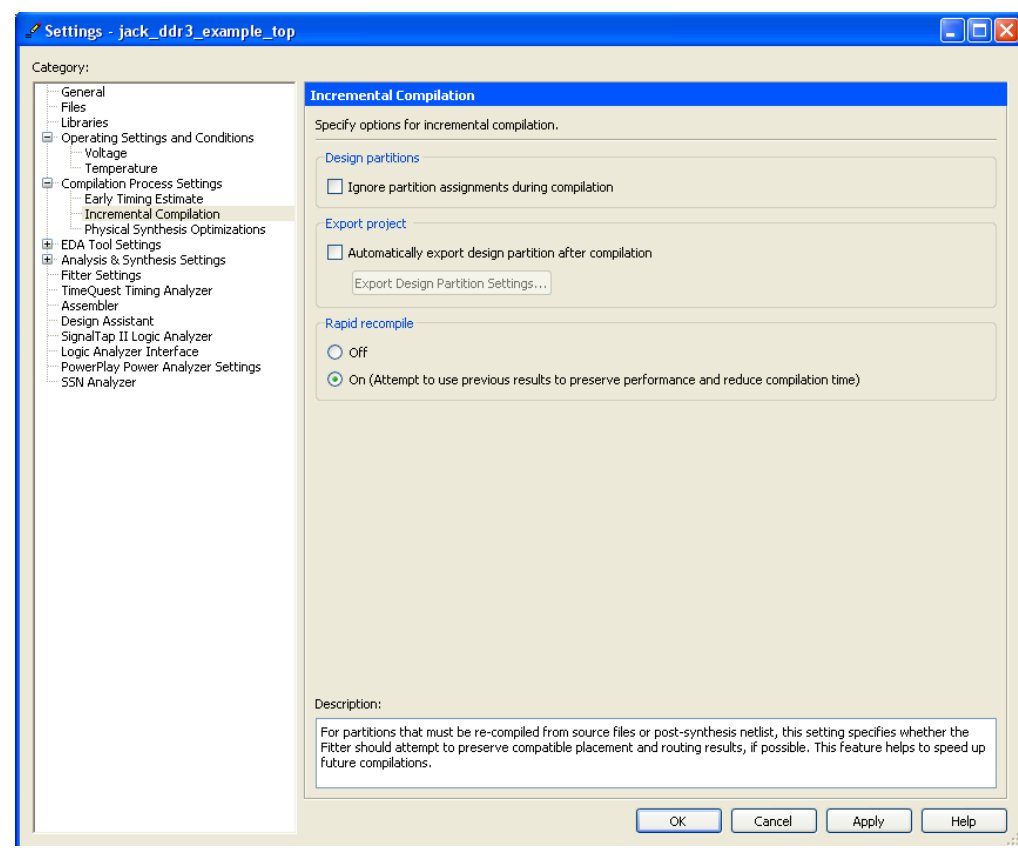 Settings - jack_ddr3_example_top
Category:
General
Files
Libraries
Operating Settings and Conditions
Voltage
Temperature
Compilation Process Settings
Early Timing Estimate
Incremental Compilation
Physical Synthesis Optimizations
EDA Tool Settings
Analysis & Synthesis Settings
Fitter Settings
TimeQuest Timing Analyzer
Assembler
Design Assistant
SignalTap II Logic Analyzer
Logic Analyzer Interface
PowerPlay Power Analyzer Settings
SSN Analyzer
Incremental Compilation
Specify options for incremental compilation.
Design partitions
Ignore partition assignments during compilation
Export project
Automatically export design partition after compilation
Export Design Partition Settings...
Rapid recompile
Off
On (Attempt to use previous results to preserve performance and reduce compilation time)
Description:
For partitions that must be re-compiled from source files or post-synthesis netlist, this setting specifies whether the
Fitter should attempt to preserve compatible placement and routing results, if possible. This feature helps to speed up
future compilations.
OK Cancel Apply Help